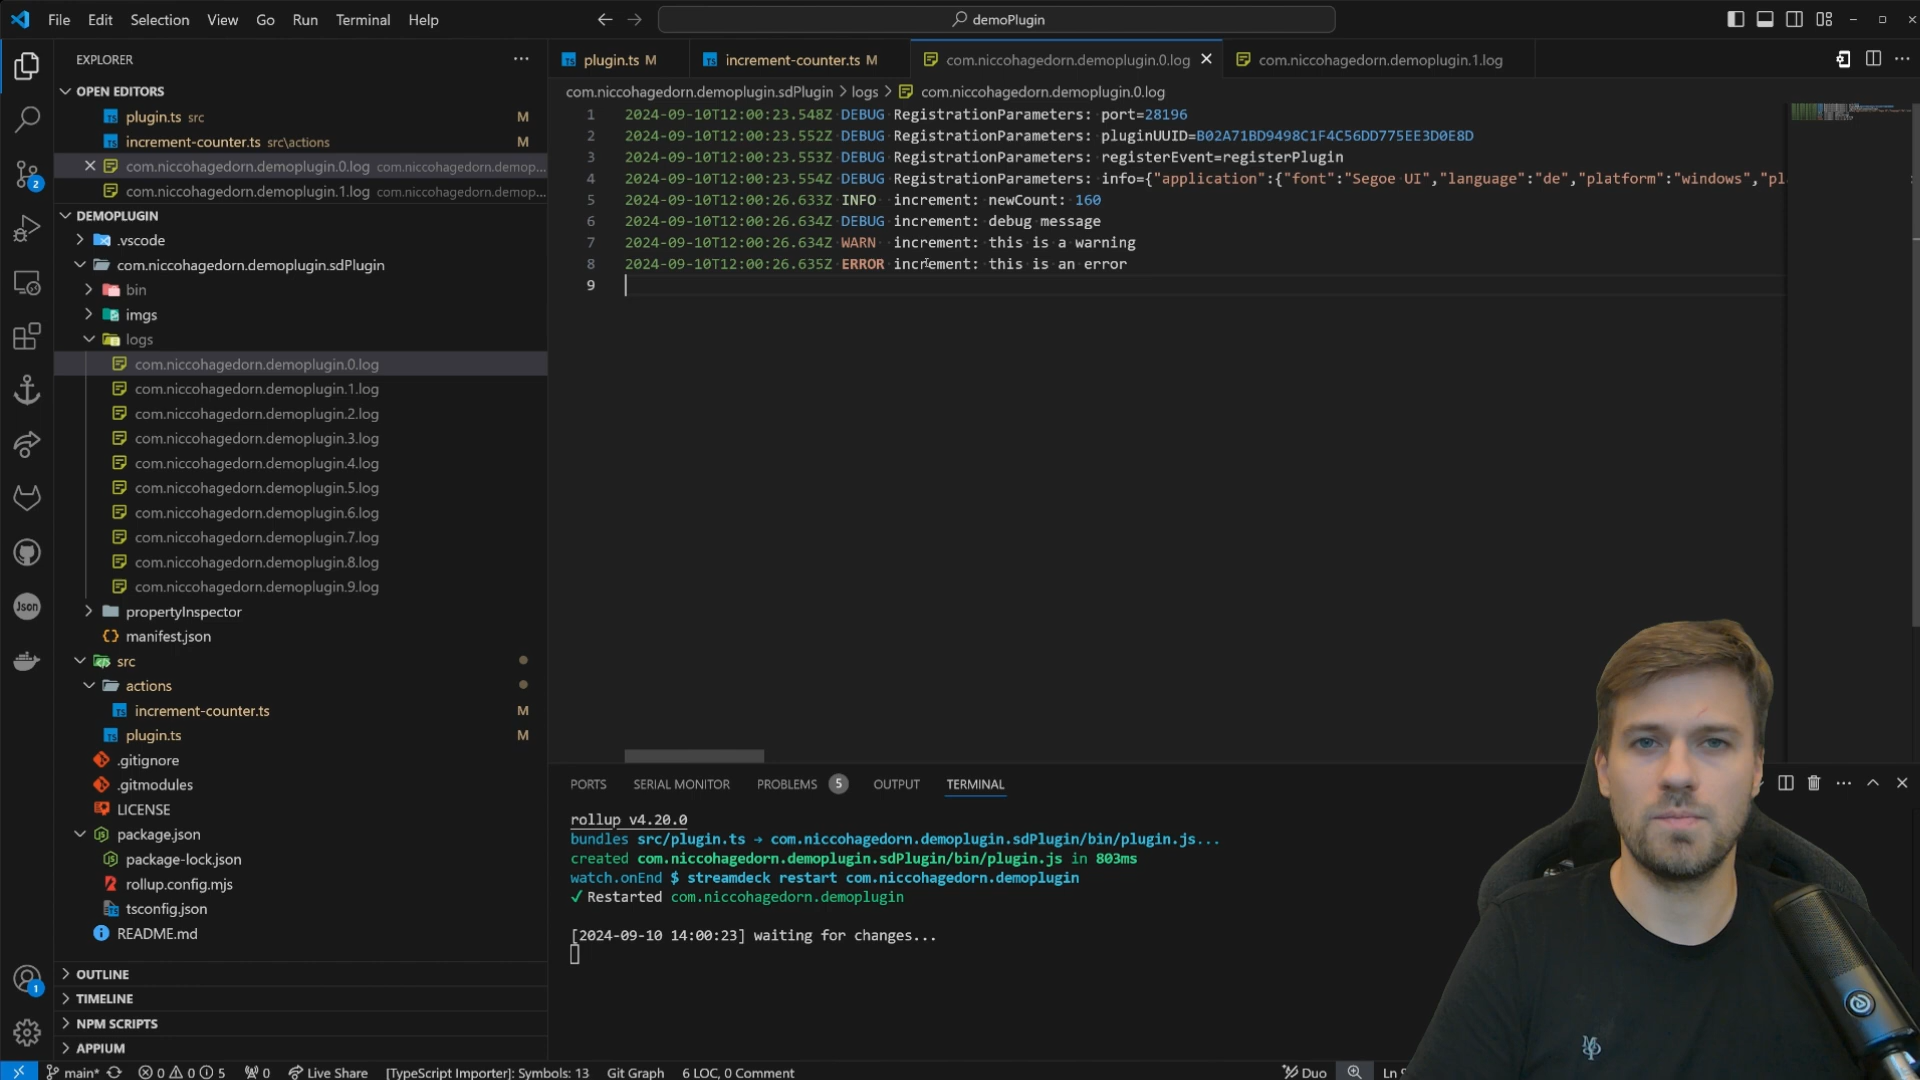 File Edit Selection View Go Run Terminal Help
demoPlugin
EXPLORER
OPEN EDITORS
plugin.ts src M
increment-counter.ts src\actions M
com.niccohagedorn.demoplugin.0.log com.niccohagedorn.demop...
com.niccohagedorn.demoplugin.1.log com.niccohagedorn.demop...
DEMOPLUGIN
.vscode
com.niccohagedorn.demoplugin.sdPlugin
bin
imgs
logs
com.niccohagedorn.demoplugin.0.log
com.niccohagedorn.demoplugin.1.log
com.niccohagedorn.demoplugin.2.log
com.niccohagedorn.demoplugin.3.log
com.niccohagedorn.demoplugin.4.log
com.niccohagedorn.demoplugin.5.log
com.niccohagedorn.demoplugin.6.log
com.niccohagedorn.demoplugin.7.log
com.niccohagedorn.demoplugin.8.log
com.niccohagedorn.demoplugin.9.log
propertyInspector
manifest.json
src
actions
increment-counter.ts M
plugin.ts M
.gitignore
.gitmodules
LICENSE
package.json
package-lock.json
rollup.config.mjs
tsconfig.json
README.md
OUTLINE
TIMELINE
NPM SCRIPTS
APPIUM
2
Json
1
plugin.ts M increment-counter.ts M com.niccohagedorn.demoplugin.0.log com.niccohagedorn.demoplugin.1.log
com.niccohagedorn.demoplugin.sdPlugin > logs > com.niccohagedorn.demoplugin.0.log
1 2024-09-10T12:00:23.548Z DEBUG RegistrationParameters: port=28196
2 2024-09-10T12:00:23.552Z DEBUG RegistrationParameters: pluginUUID=B02A71BD9498C1F4C56DD775EE3D0E8D
3 2024-09-10T12:00:23.553Z DEBUG RegistrationParameters: registerEvent=registerPlugin
4 2024-09-10T12:00:23.554Z DEBUG RegistrationParameters: info={"application":{"font":"Segoe UI","language":"de","platform":"windows","pl
5 2024-09-10T12:00:26.633Z INFO increment: newCount: 160
6 2024-09-10T12:00:26.634Z DEBUG increment: debug message
7 2024-09-10T12:00:26.634Z WARN increment: this is a warning
8 2024-09-10T12:00:26.635Z ERROR increment: this is an error
9
PORTS SERIAL MONITOR PROBLEMS 5 OUTPUT TERMINAL
rollup v4.20.0
bundles src/plugin.ts → com.niccohagedorn.demoplugin.sdPlugin/bin/plugin.js...
created com.niccohagedorn.demoplugin.sdPlugin/bin/plugin.js in 803ms
watch.onEnd $ streamdeck restart com.niccohagedorn.demoplugin
✓ Restarted com.niccohagedorn.demoplugin
[2024-09-10 14:00:23] waiting for changes...
main* 0 0 5 0 Live Share [TypeScript Importer]: Symbols: 13 Git Graph 6 LOC, 0 Comment Duo Ln